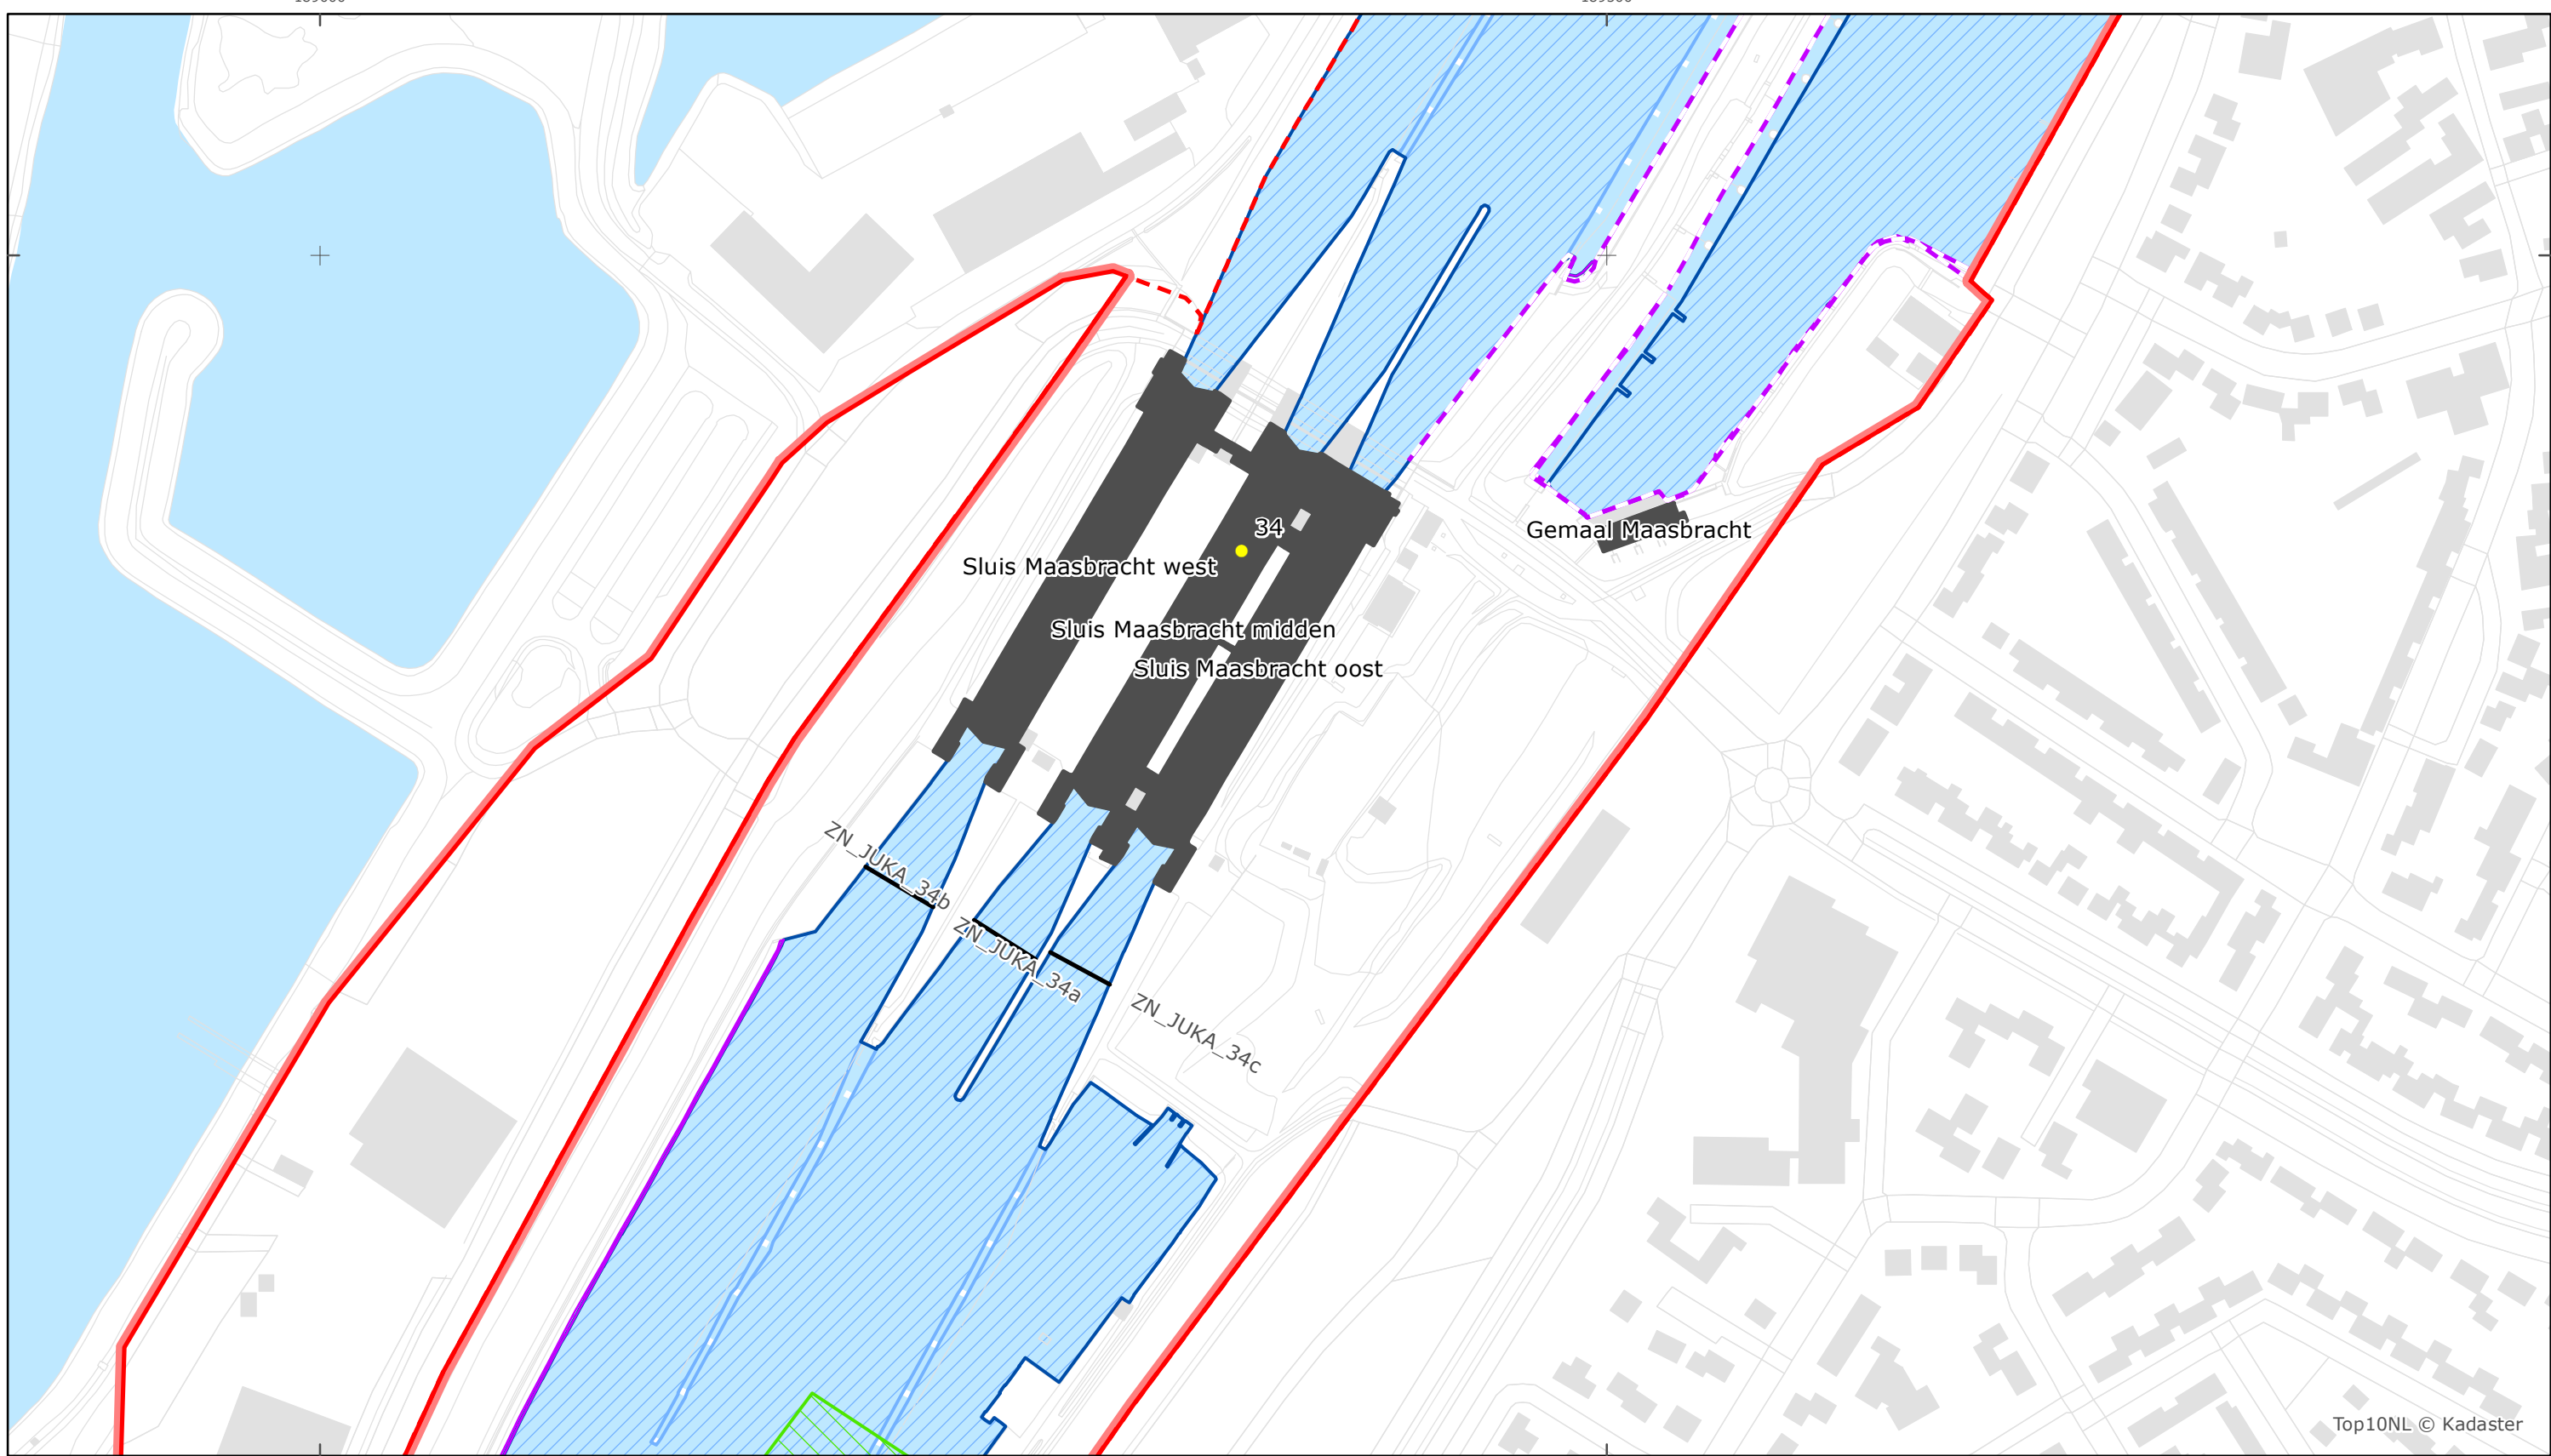 34
Gemaal Maasbracht
Sluis Maasbracht west
Sluis Maasbracht midden
Sluis Maasbracht oost
ZN_JUKA_34b
ZN_JUKA_34a
ZN_JUKA_34c
Top10NL © Kadaster